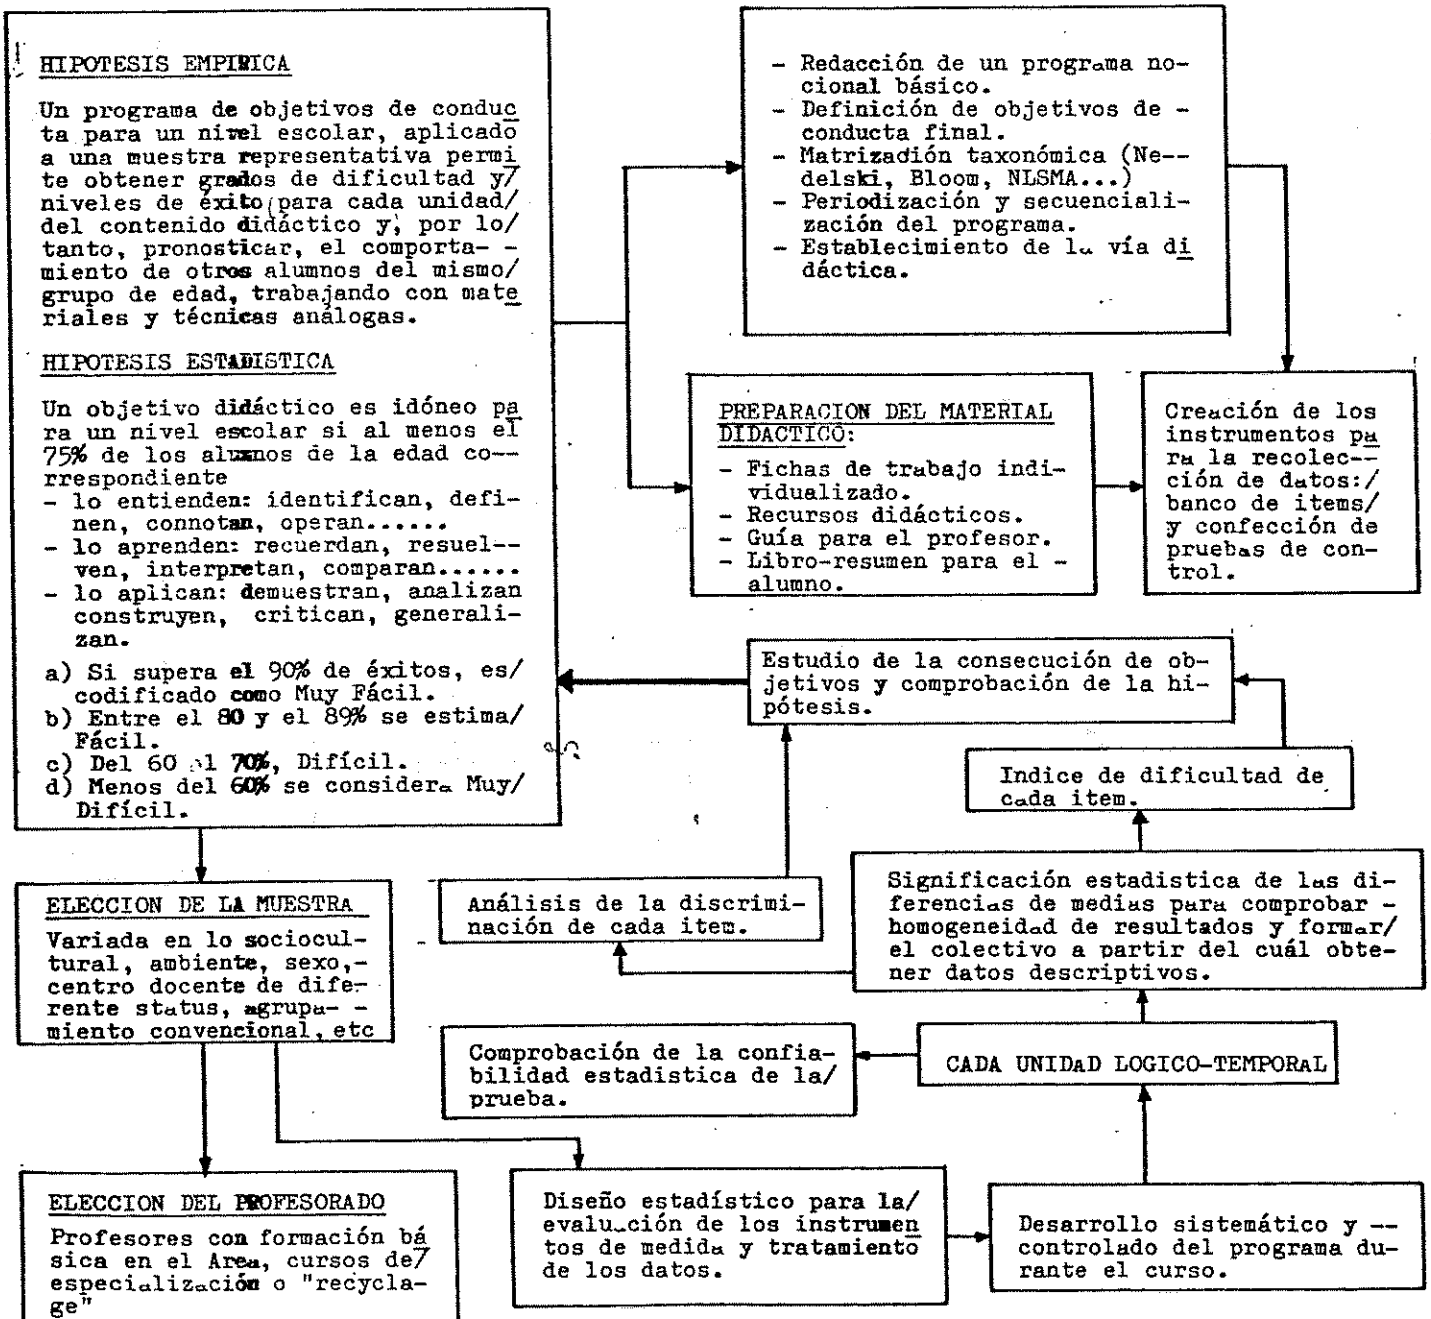 HIPOTESIS EMPIRICA
Un programa de objetivos de conduc
ta para un nivel escolar, aplicado
a una muestra representativa permi
te obtener grados de dificultad y/
niveles de éxito para cada unidad/
del contenido didáctico y, por lo/
tanto, pronosticar, el comporta- -
miento de otros alumnos del mismo/
grupo de edad, trabajando con mate
riales y técnicas análogas.
HIPOTESIS ESTADISTICA
Un objetivo didáctico es idóneo pa
ra un nivel escolar si al menos el
75% de los alumnos de la edad co--
rrespondiente
- lo entienden: identifican, defi-
nen, connotan, operan......
- lo aprenden: recuerdan, resuel--
ven, interpretan, comparan......
- lo aplican: demuestran, analizan
construyen, critican, generali-
zan.
a) Si supera el 90% de éxitos, es/
codificado como Muy Fácil.
b) Entre el 80 y el 89% se estima/
Fácil.
c) Del 60 al 70%, Difícil.
d) Menos del 60% se considera Muy/
Difícil.
- Redacción de un programa no-
cional básico.
- Definición de objetivos de -
conducta final.
- Matrizadión taxonómica (Ne--
delski, Bloom, NLSMA...)
- Periodización y secuenciali-
zación del programa.
- Establecimiento de la vía di
dáctica.
PREPARACION DEL MATERIAL
DIDACTICO:
- Fichas de trabajo indi-
vidualizado.
- Recursos didácticos.
- Guía para el profesor.
- Libro-resumen para el -
alumno.
Creación de los
instrumentos pa
ra la recolec--
ción de datos:/
banco de items/
y confección de
pruebas de con-
trol.
Estudio de la consecución de ob-
jetivos y comprobación de la hi-
pótesis.
Indice de dificultad de
cada item.
Análisis de la discrimi-
nación de cada item.
Significación estadistica de las di-
ferencias de medias para comprobar -
homogeneidad de resultados y formar/
el colectivo a partir del cuál obte-
ner datos descriptivos.
ELECCION DE LA MUESTRA
Variada en lo sociocul-
tural, ambiente, sexo,-
centro docente de dife-
rente status, agrupa- -
miento convencional, etc
Comprobación de la confia-
bilidad estadistica de la/
prueba.
CADA UNIDAD LOGICO-TEMPORAL
ELECCION DEL PROFESORADO
Profesores con formación bá
sica en el Area, cursos de/
especialización o "recycla-
ge"
Diseño estadístico para la/
evaluación de los instrumen
tos de medida y tratamiento
de los datos.
Desarrollo sistemático y --
controlado del programa du-
rante el curso.